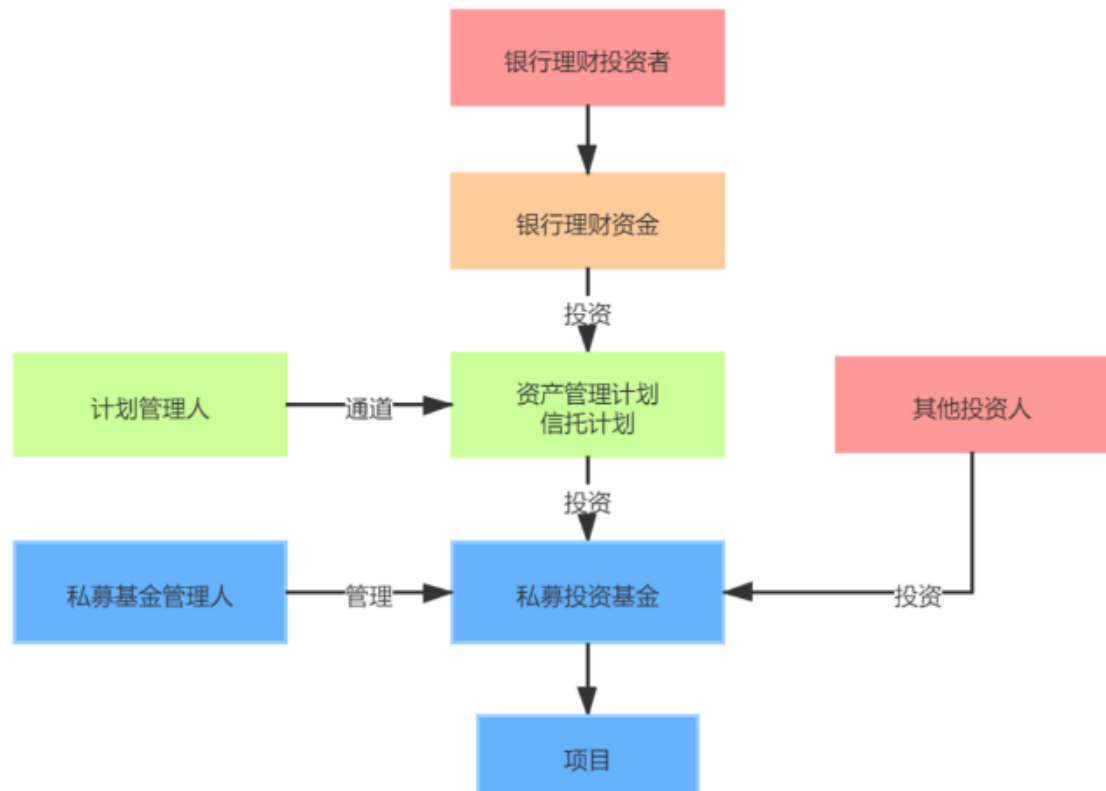 银行理财投资者
银行理财资金
投资
计划管理人
通道
资产管理计划
信托计划
其他投资人
投资
私募基金管理人
管理
私募投资基金
投资
项目